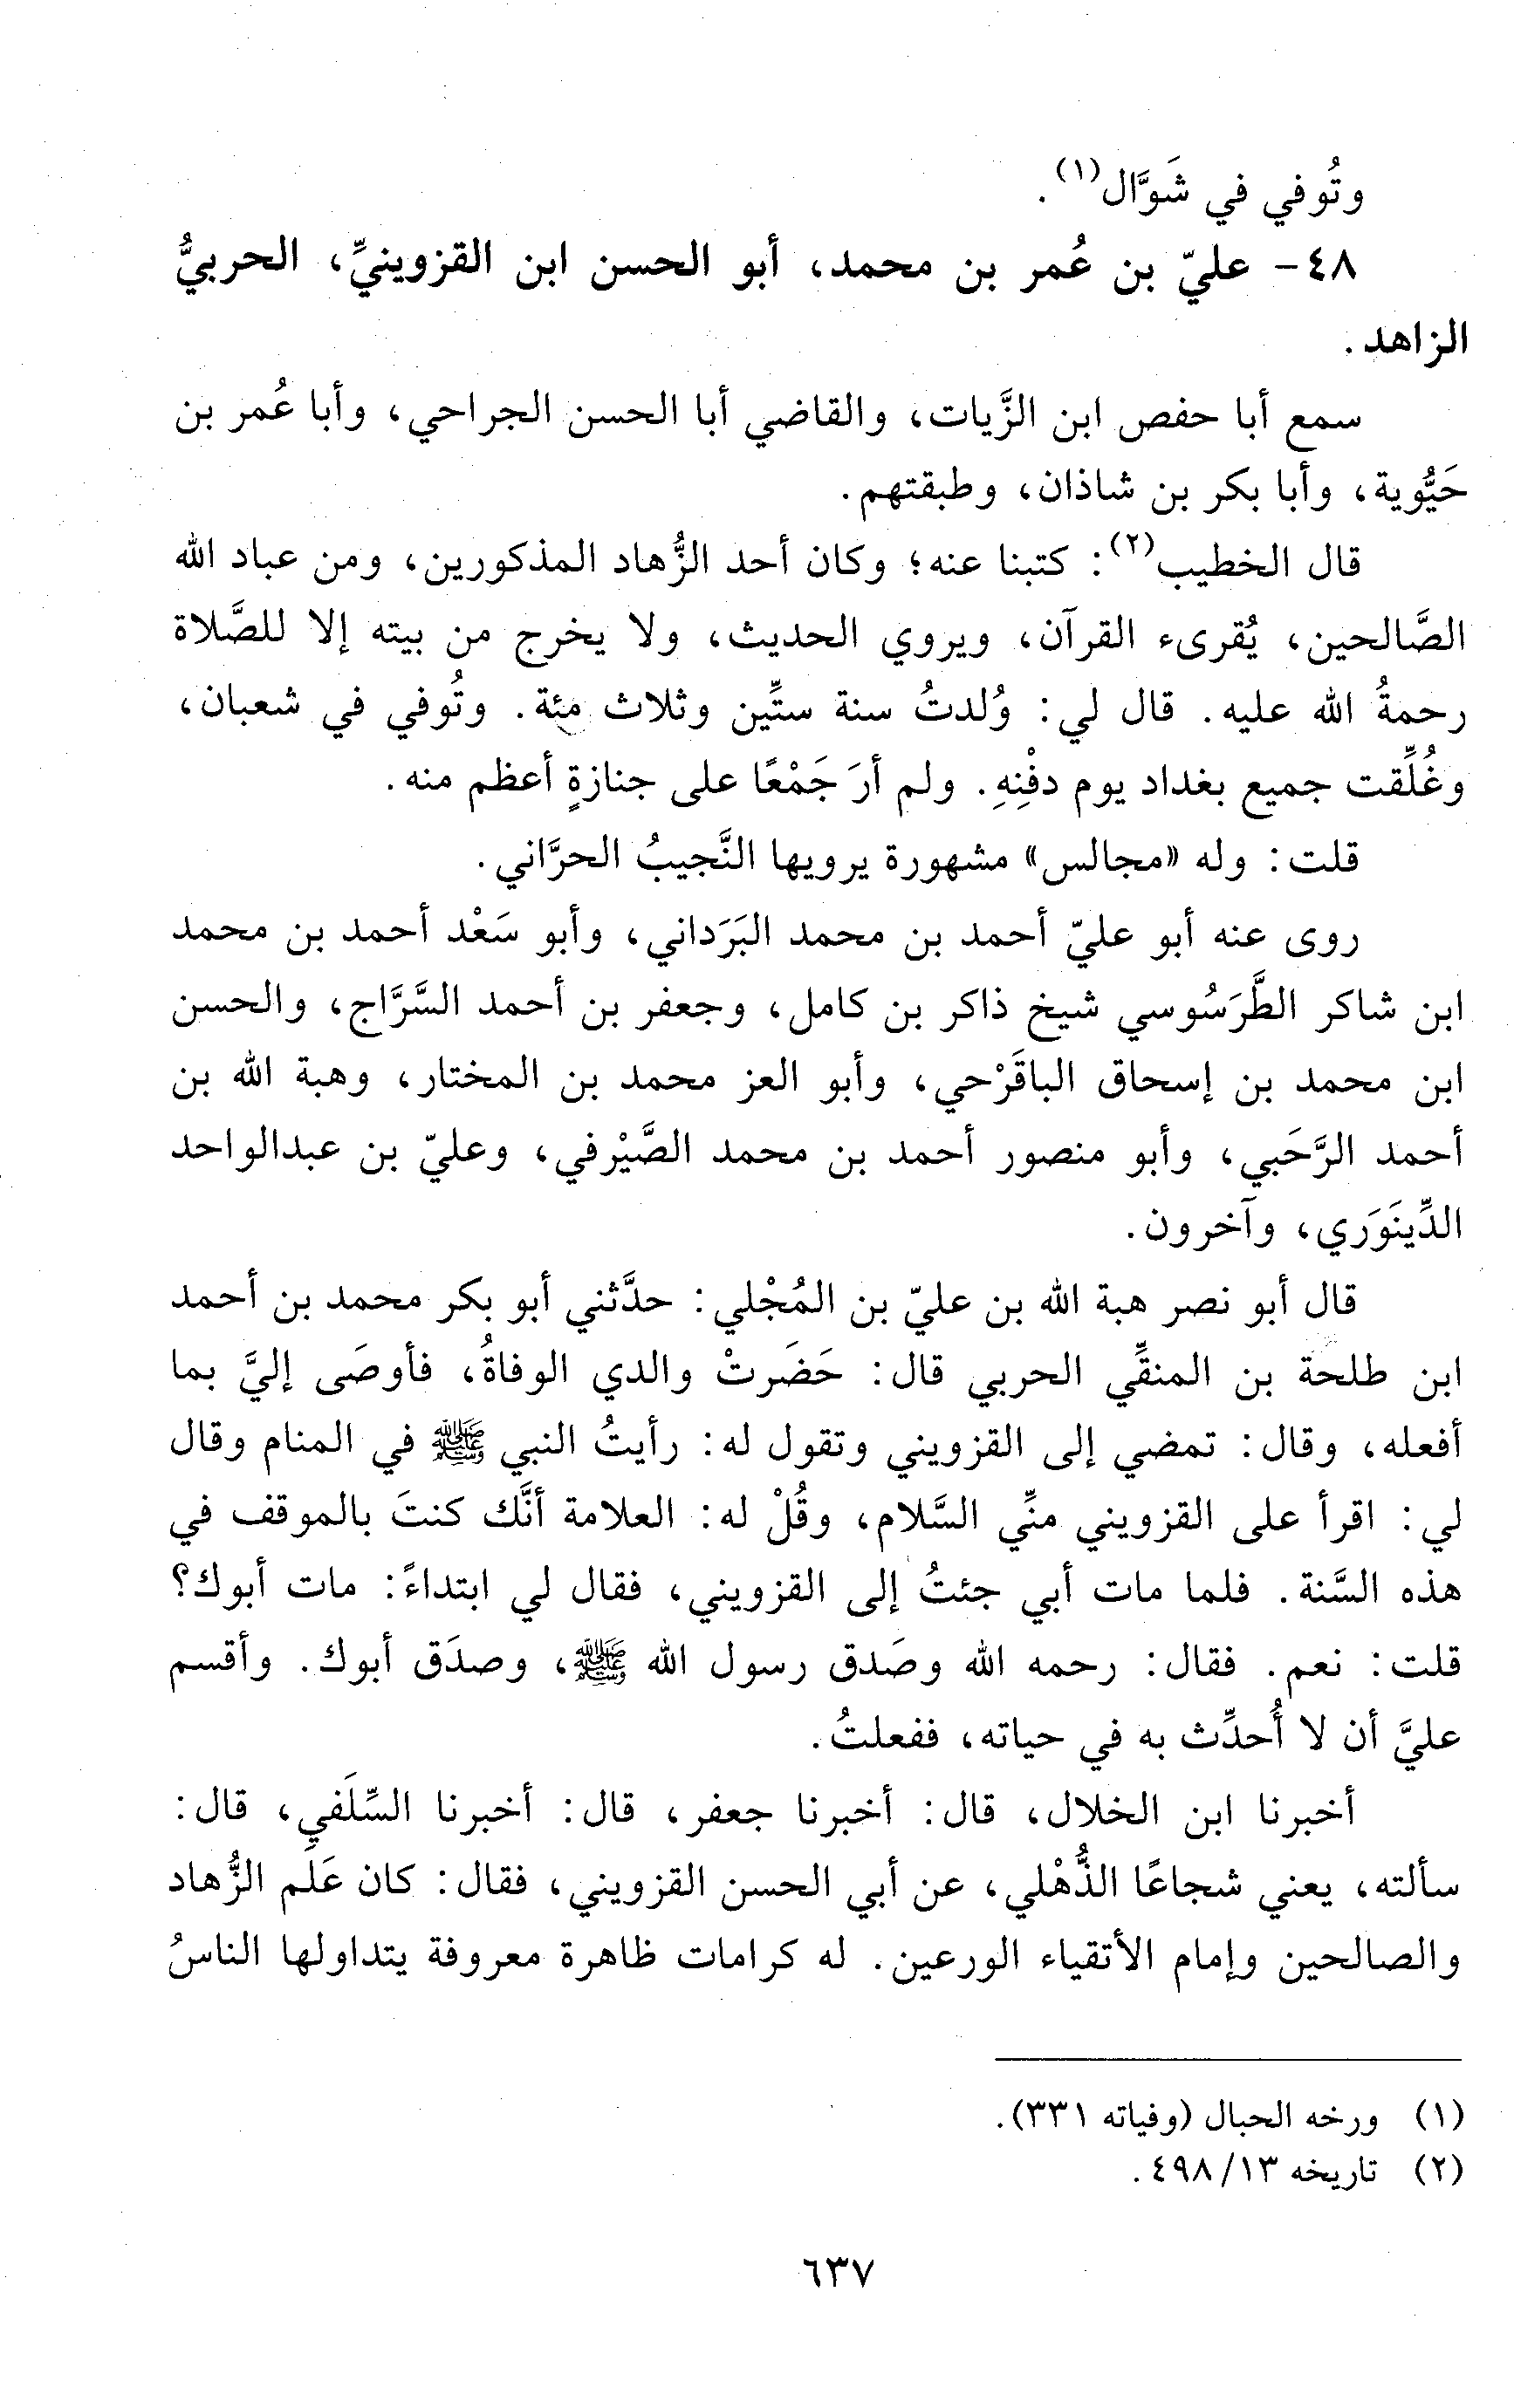 وتُوفي في شَوَّال(١).
٤٨- عليّ بن عُمر بن محمد، أبو الحسن ابن القزوينيِّ، الحربيُّ
الزاهد.
سمع أبا حفص ابن الزَّيات، والقاضي أبا الحسن الجراحي، وأبا عُمر بن
حَيُّوية، وأبا بكر بن شاذان، وطبقتهم.
قال الخطيب(٢): كتبنا عنه؛ وكان أحد الزُّهاد المذكورين، ومن عباد الله
الصَّالحين، يُقرىء القرآن، ويروي الحديث، ولا يخرج من بيته إلا للصَّلاة
رحمةُ الله عليه. قال لي: وُلدتُ سنة ستِّين وثلاث مئة. وتُوفي في شعبان،
وغُلِّقت جميع بغداد يوم دفْنِهِ. ولم أرَ جَمْعًا على جنازةٍ أعظم منه.
قلت: وله «مجالس» مشهورة يرويها النَّجيبُ الحرَّاني.
روى عنه أبو عليّ أحمد بن محمد البَرَداني، وأبو سَعْد أحمد بن محمد
ابن شاكر الطَّرَسُوسي شيخ ذاكر بن كامل، وجعفر بن أحمد السَّرَّاج، والحسن
ابن محمد بن إسحاق الباقَرْحي، وأبو العز محمد بن المختار، وهبة الله بن
أحمد الرَّحَبي، وأبو منصور أحمد بن محمد الصَّيْرفي، وعليّ بن عبدالواحد
الدِّينَوَري، وآخرون.
قال أبو نصر هبة الله بن عليّ بن المُجْلي: حدَّثني أبو بكر محمد بن أحمد
ابن طلحة بن المنقِّي الحربي قال: حَضَرتْ والدي الوفاةُ، فأوصَى إليَّ بما
أفعله، وقال: تمضي إلى القزويني وتقول له: رأيتُ النبي ﷺ في المنام وقال
لي: اقرأ على القزويني منِّي السَّلام، وقُلْ له: العلامة أنَّك كنتَ بالموقف في
هذه السَّنة. فلما مات أبي جئتُ إلى القزويني، فقال لي ابتداءً: مات أبوك؟
قلت: نعم. فقال: رحمه الله وصَدق رسول الله ﷺ، وصدَق أبوك. وأقسم
عليَّ أن لا أُحدِّث به في حياته، ففعلتُ.
أخبرنا ابن الخلال، قال: أخبرنا جعفر، قال: أخبرنا السِّلَفي، قال:
سألته، يعني شجاعًا الذُّهْلي، عن أبي الحسن القزويني، فقال: كان عَلَم الزُّهاد
والصالحين وإمام الأتقياء الورعين. له كرامات ظاهرة معروفة يتداولها الناسُ
(١) ورخه الحبال (وفياته ٣٣١).
(٢) تاريخه ١٣/ ٤٩٨.
٦٣٧